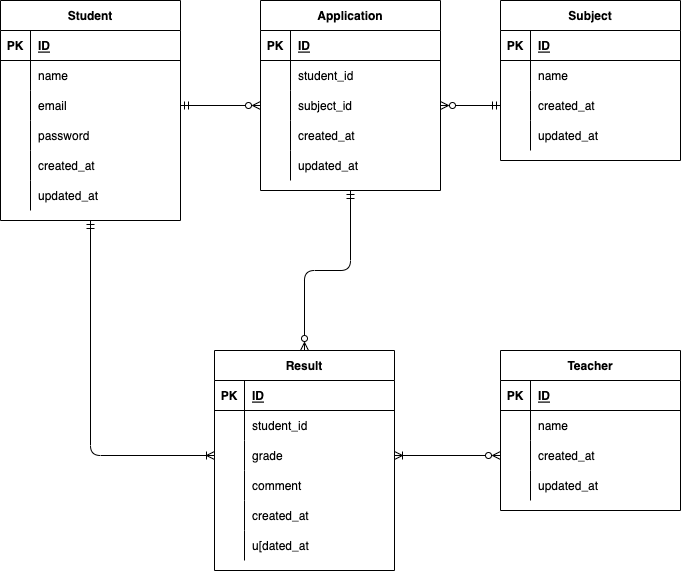 Student
PK ID
name
email
password
created_at
updated_at
Application
PK ID
student_id
subject_id
created_at
updated_at
Subject
PK ID
name
created_at
updated_at
Result
PK ID
student_id
grade
comment
created_at
u[dated_at
Teacher
PK ID
name
created_at
updated_at